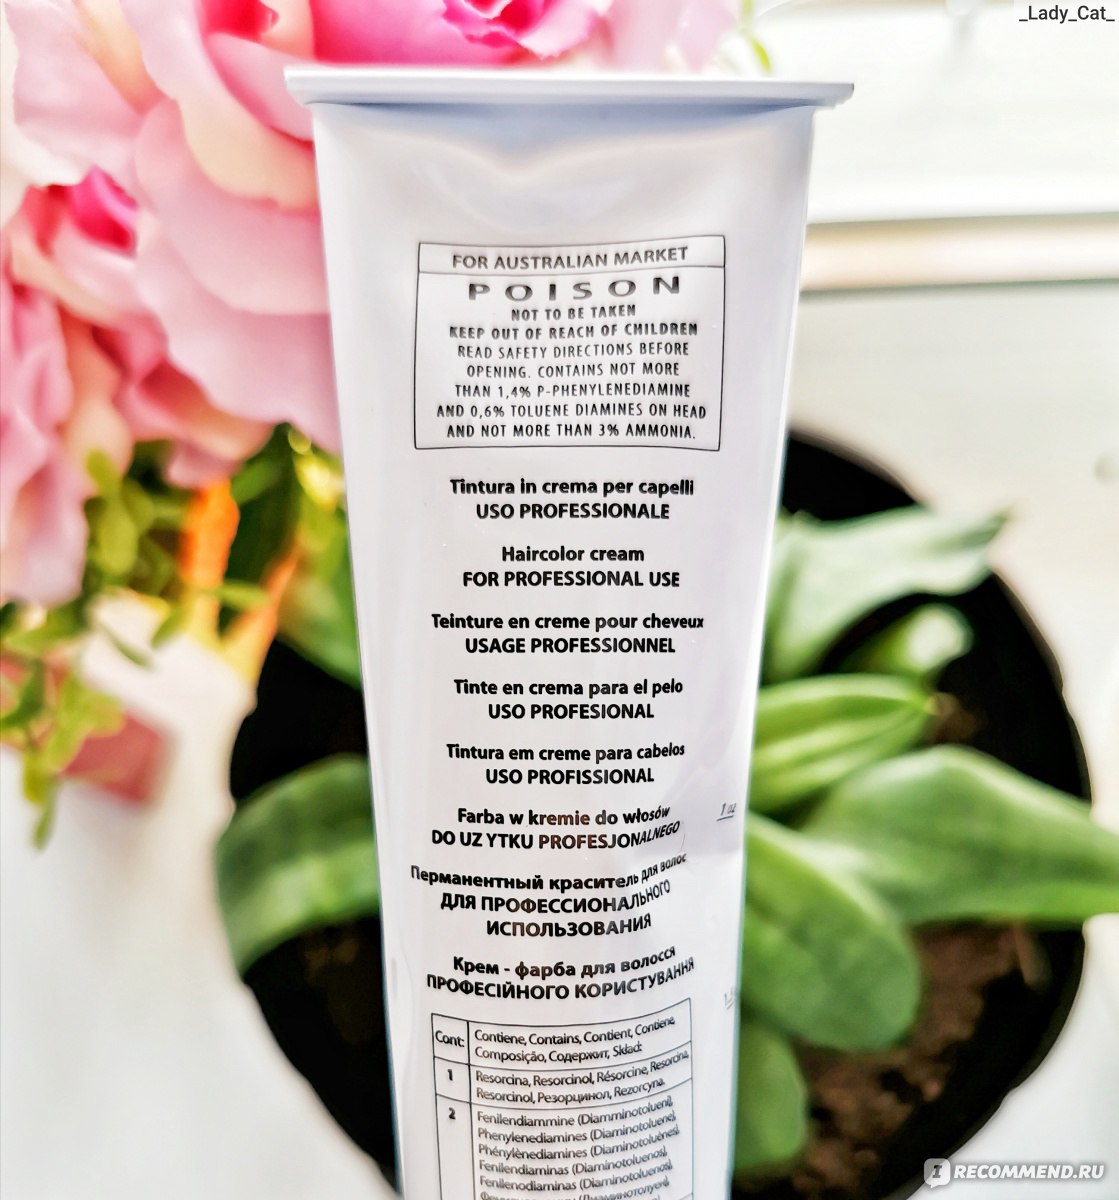 _Lady_Cat_
FOR AUSTRALIAN MARKET
POISON
NOT TO BE TAKEN
KEEP OUT OF REACH OF CHILDREN
READ SAFETY DIRECTIONS BEFORE
OPENING. CONTAINS NOT MORE
THAN 1,4% P-PHENYLENEDIAMINE
AND 0,6% TOLUENE DIAMINES ON HEAD
AND NOT MORE THAN 3% AMMONIA.
Tintura in crema per capelli
USO PROFESSIONALE
Haircolor cream
FOR PROFESSIONAL USE
Teinture en creme pour cheveux
USAGE PROFESSIONNEL
Tinte en crema para el pelo
USO PROFESIONAL
Tintura em creme para cabelos
USO PROFISSIONAL
Farba w kremie do włosów
DO UZ YTKU PROFESJONALNEGO
1 oz
Перманентный краситель для волос
ДЛЯ ПРОФЕССИОНАЛЬНОГО
ИСПОЛЬЗОВАНИЯ
Крем - фарба для волосся
ПРОФЕСІЙНОГО КОРИСТУВАННЯ
Cont: Contiene, Contains, Contient, Contiene,
Composição, Содержит, Skład:
1 Resorcina, Resorcinol, Résorcine, Resorcina,
Resorcinol, Резорцинол, Rezorcyna.
2 Fenilendiammine (Diamminotolueni),
Phenylenediamines (Diaminotoluene),
Phénylènediamines (Diaminotoluènes),
Fenilendiaminas (Diaminotoluenos),
Fenilenodiaminas (Diaminotoluenos),
IRECOMMEND.RU